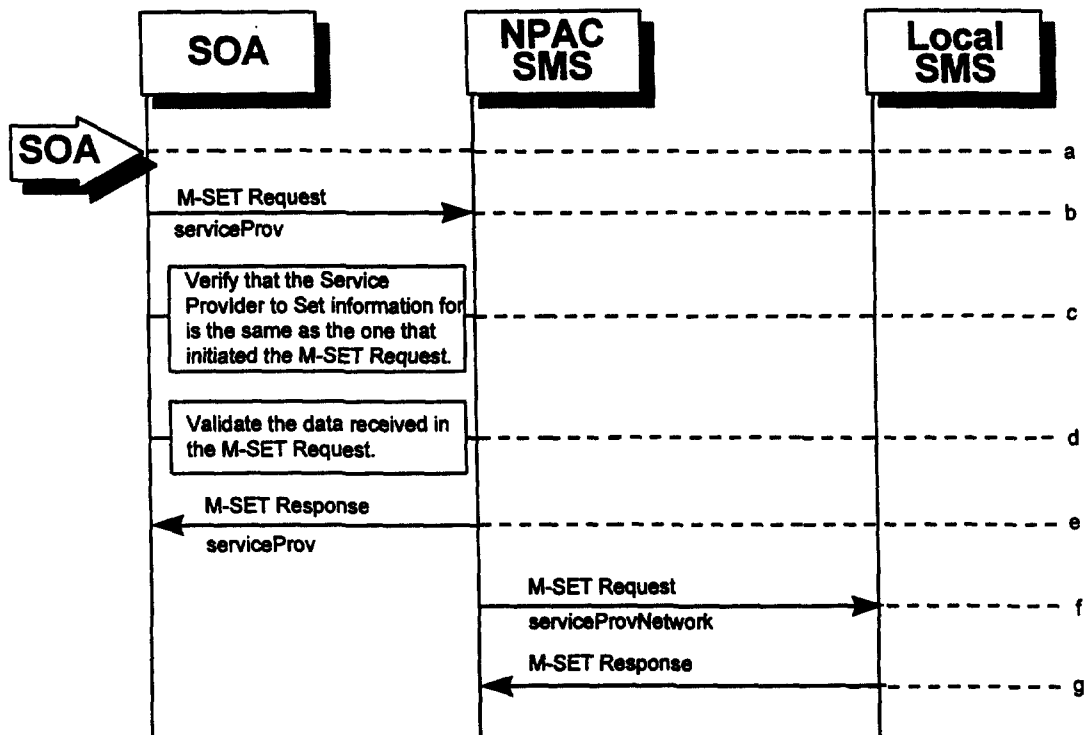 SOA
NPAC
SMS
Local
SMS
SOA
a
M-SET Request
b
serviceProv
Verify that the Service
Provider to Set information for
is the same as the one that
initiated the M-SET Request.
c
Validate the data received in
the M-SET Request.
d
M-SET Response
e
serviceProv
M-SET Request
f
serviceProvNetwork
M-SET Response
g